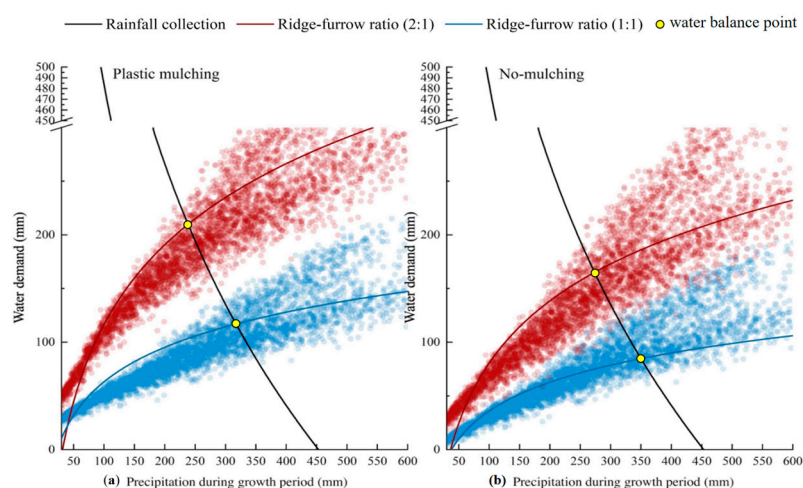 Rainfall collection Ridge-furrow ratio (2:1) Ridge-furrow ratio (1:1) water balance point
Plastic mulching
Water demand (mm)
500
490
480
470
460
450
200
100
0
50 100 150 200 250 300 350 400 450 500 550 600
(a) Precipitation during growth period (mm)
No-mulching
Water demand (mm)
500
490
480
470
460
450
200
100
0
50 100 150 200 250 300 350 400 450 500 550 600
(b) Precipitation during growth period (mm)